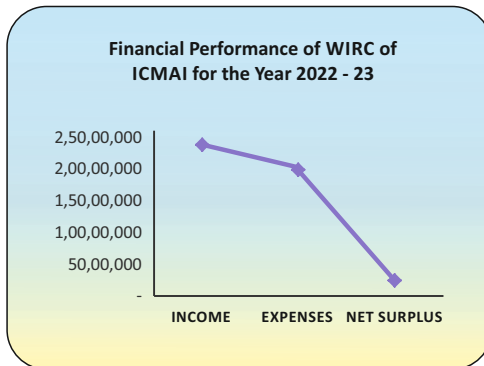 Financial Performance of WIRC of
ICMAI for the Year 2022 - 23
2,50,00,000
2,00,00,000
1,50,00,000
1,00,00,000
50,00,000
-
INCOME EXPENSES NET SURPLUS